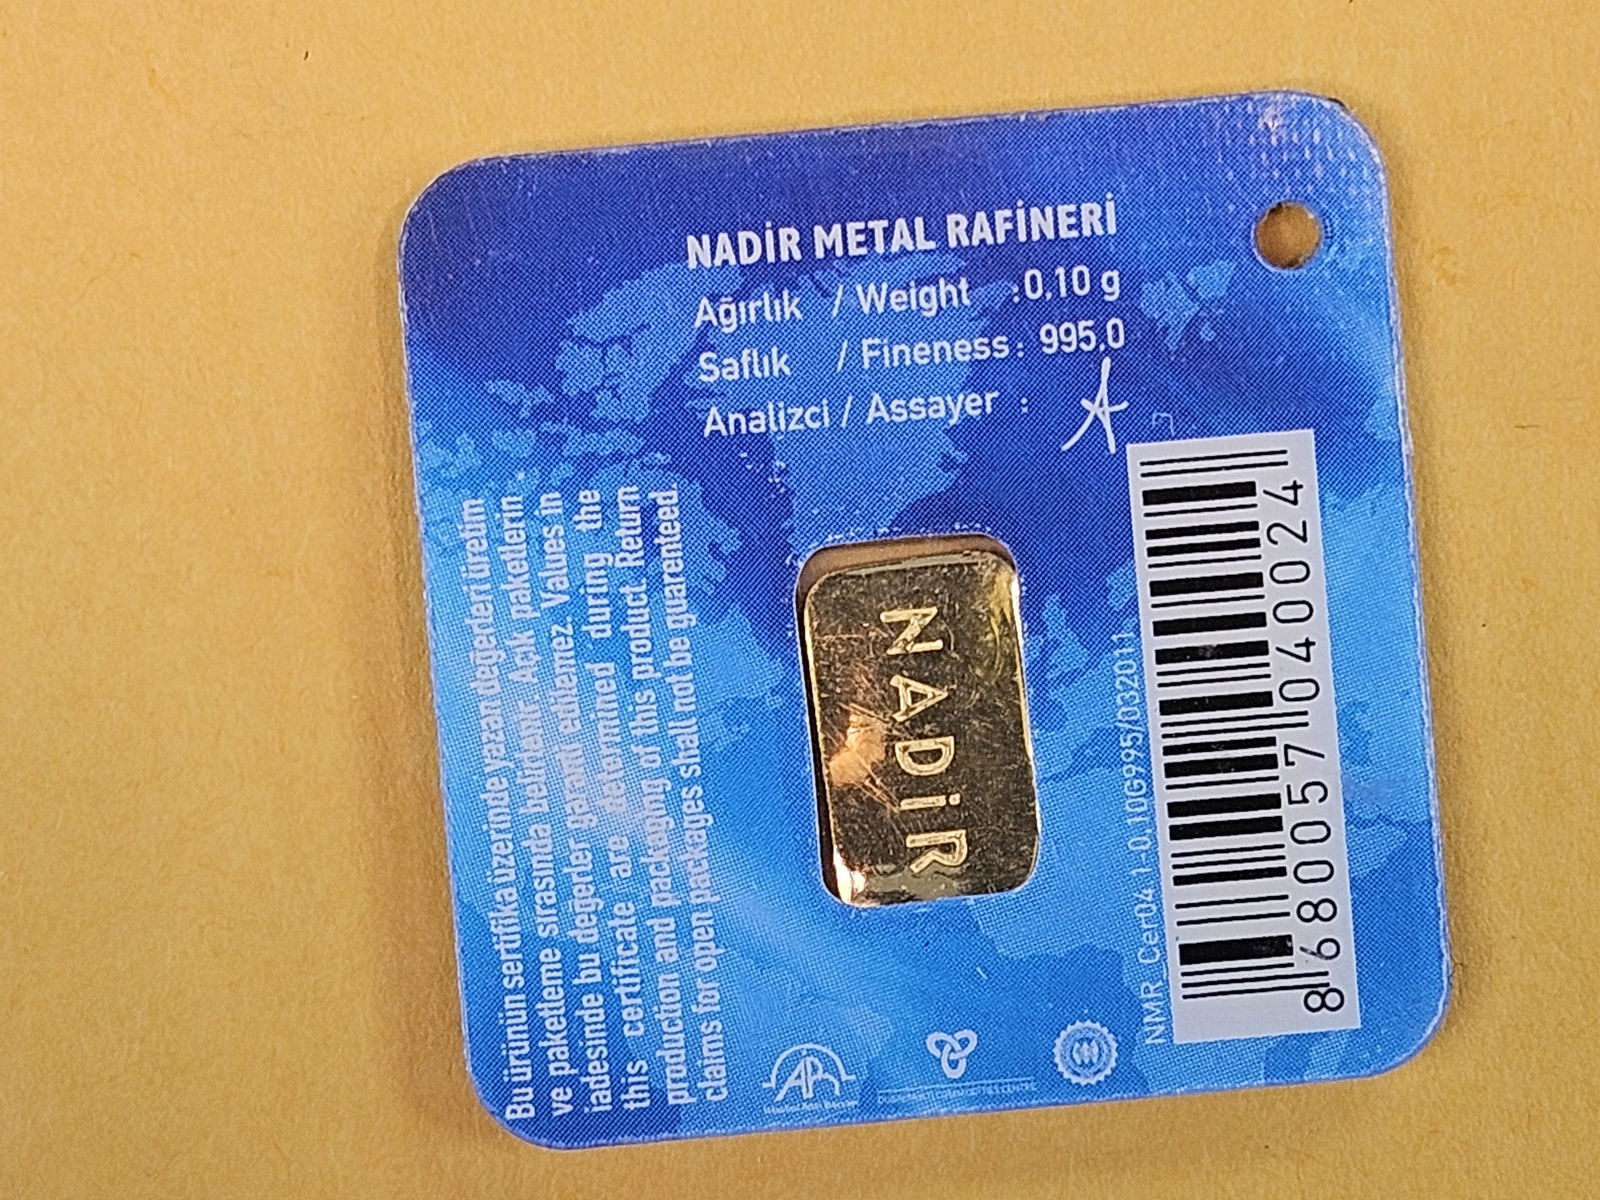 NADİR METAL RAFİNERİ
Ağırlık / Weight :0.10 g
Saflık / Fineness : 995.0
Analizci / Assayer :
Bu ürünün sertifika üzerinde yazan değerleri üretim
ve paketleme sırasında belirlenir. Açık paketlerin
iadesinde bu değerler garanti edilemez. Values in
this certificate are determined during the
production and packaging of this product. Return
claims for open packages shall not be guarenteed.
NADİR
NMR_Cer04 1-0.10G995/032011
8680057040024